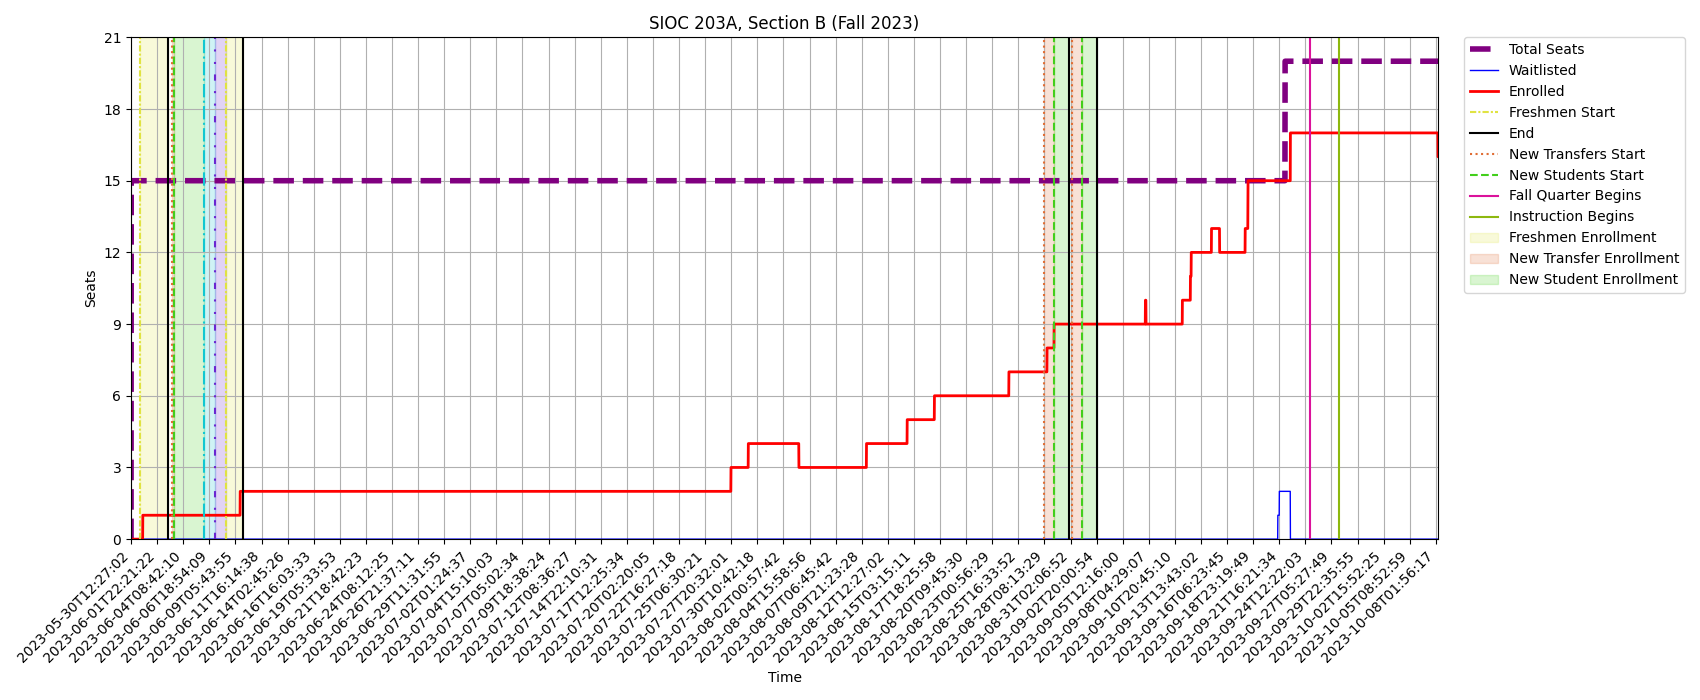 SIOC 203A, Section B (Fall 2023)
21
18
15
12
9
6
3
0
Seats
2023-05-30T12:27:02
2023-06-01T22:21:22
2023-06-04T08:42:10
2023-06-06T18:54:09
2023-06-09T05:43:55
2023-06-11T16:14:38
2023-06-14T02:45:26
2023-06-16T16:03:33
2023-06-19T05:33:53
2023-06-21T18:42:23
2023-06-24T08:12:25
2023-06-26T21:37:11
2023-06-29T11:31:55
2023-07-02T01:24:37
2023-07-04T15:10:03
2023-07-07T05:02:34
2023-07-09T18:38:24
2023-07-12T08:36:27
2023-07-14T22:10:31
2023-07-17T12:25:34
2023-07-20T02:20:05
2023-07-22T16:27:18
2023-07-25T06:30:21
2023-07-27T20:32:01
2023-07-30T10:42:18
2023-08-02T00:57:42
2023-08-04T15:58:56
2023-08-07T06:45:42
2023-08-09T21:23:28
2023-08-12T12:27:02
2023-08-15T03:15:11
2023-08-17T18:25:58
2023-08-20T09:45:30
2023-08-23T00:56:29
2023-08-25T16:33:52
2023-08-28T08:13:29
2023-08-31T02:06:52
2023-09-02T20:00:54
2023-09-05T12:16:00
2023-09-08T04:29:07
2023-09-10T20:45:10
2023-09-13T13:43:02
2023-09-16T06:23:45
2023-09-18T23:19:49
2023-09-21T16:21:34
2023-09-24T11:22:03
2023-09-27T05:27:49
2023-09-29T22:35:55
2023-10-02T15:52:25
2023-10-05T08:52:59
2023-10-08T01:56:17
Time
Total Seats
Waitlisted
Enrolled
Freshmen Start
End
New Transfers Start
New Students Start
Fall Quarter Begins
Instruction Begins
Freshmen Enrollment
New Transfer Enrollment
New Student Enrollment